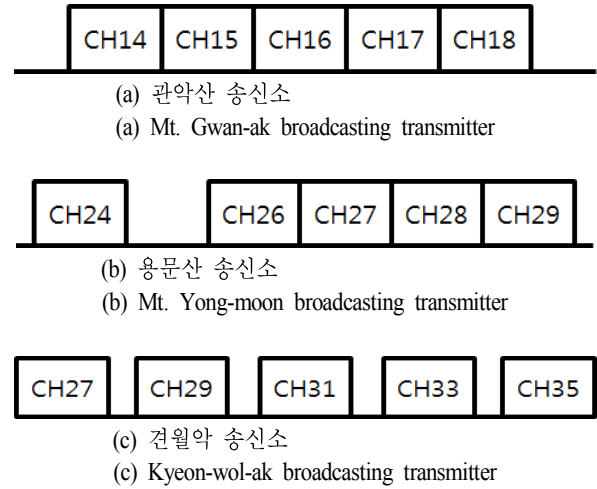 CH14 CH15 CH16 CH17 CH18
(a) 관악산 송신소
(a) Mt. Gwan-ak broadcasting transmitter
CH24 CH26 CH27 CH28 CH29
(b) 용문산 송신소
(b) Mt. Yong-moon broadcasting transmitter
CH27 CH29 CH31 CH33 CH35
(c) 견월악 송신소
(c) Kyeon-wol-ak broadcasting transmitter